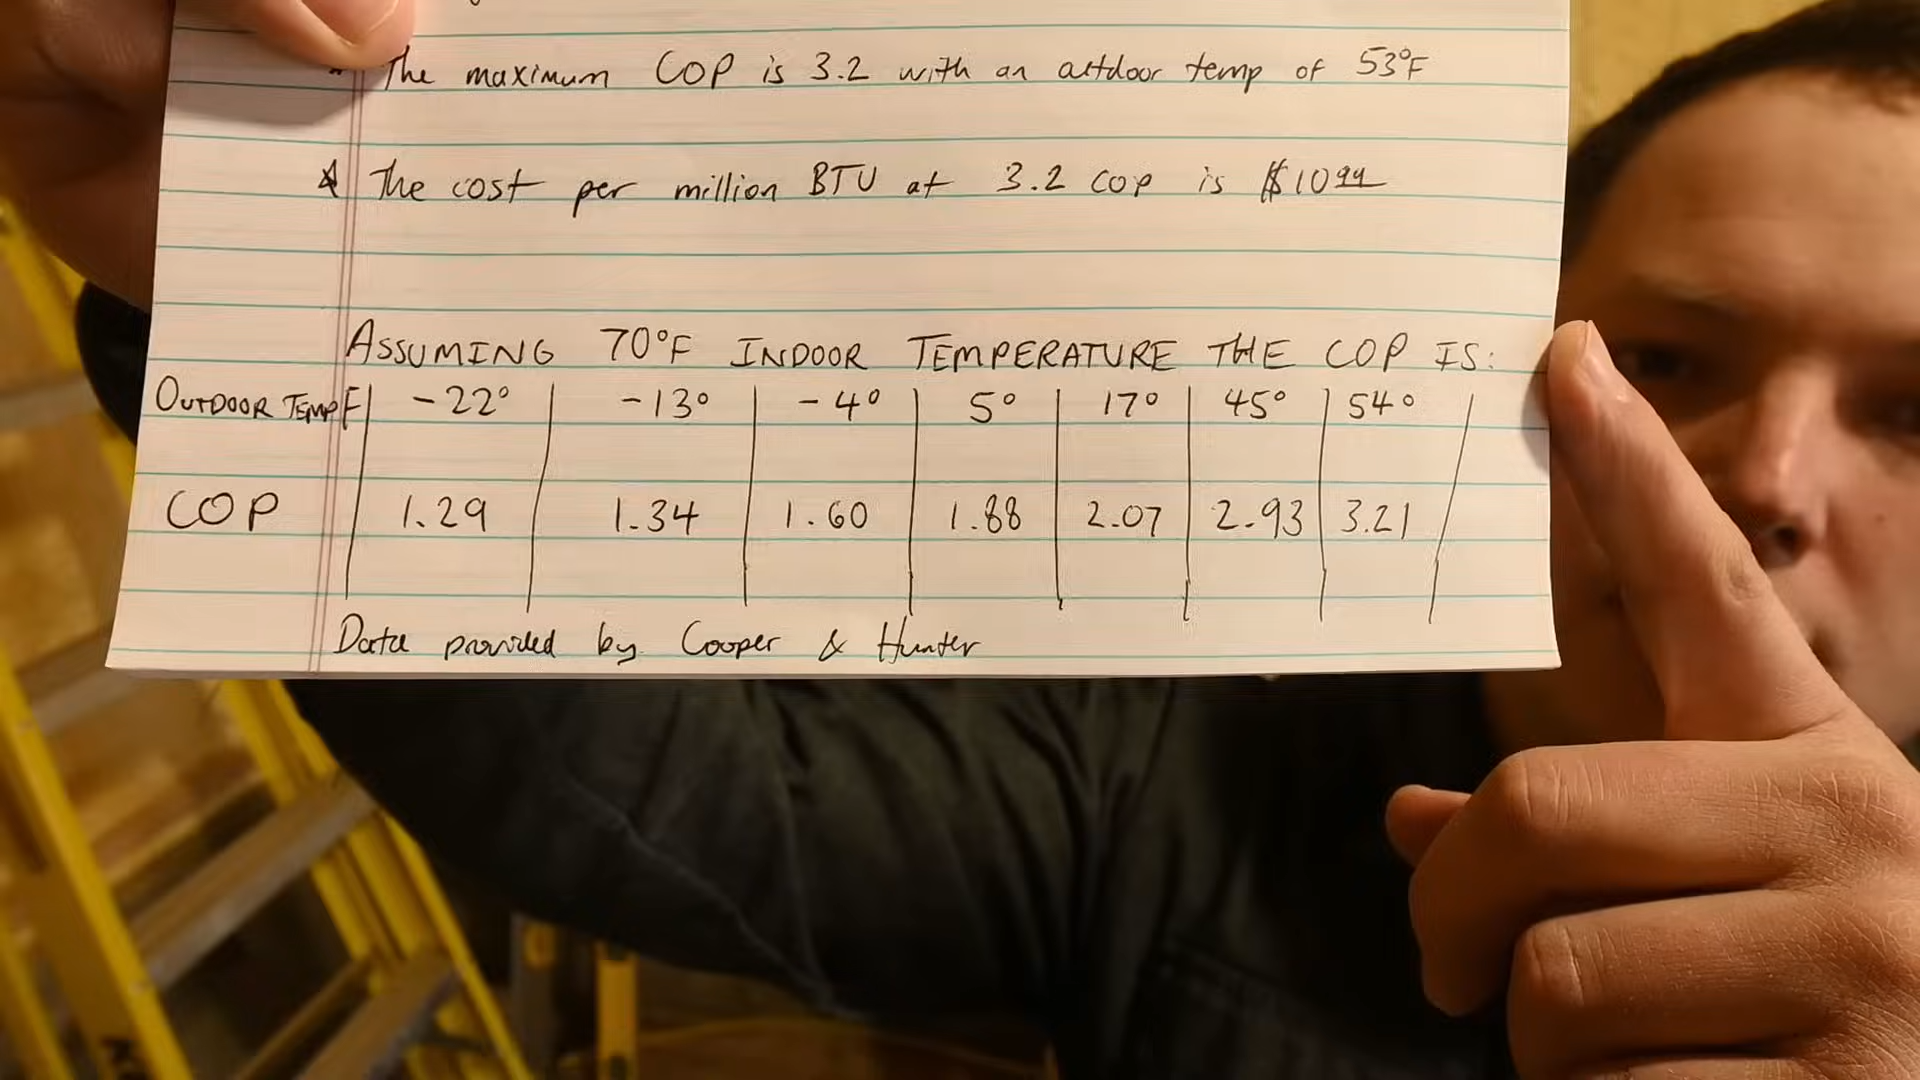 The maximum COP is 3.2 with an outdoor temp of 53°F
* The cost per million BTU at 3.2 COP is $10⁹⁹
ASSUMING 70°F INDOOR TEMPERATURE THE COP IS:
OUTDOOR TEMP F | -22° | -13° | -4° | 5° | 17° | 45° | 54° |
COP | 1.29 | 1.34 | 1.60 | 1.88 | 2.07 | 2.93 | 3.21 |
Data provided by Cooper & Hunter